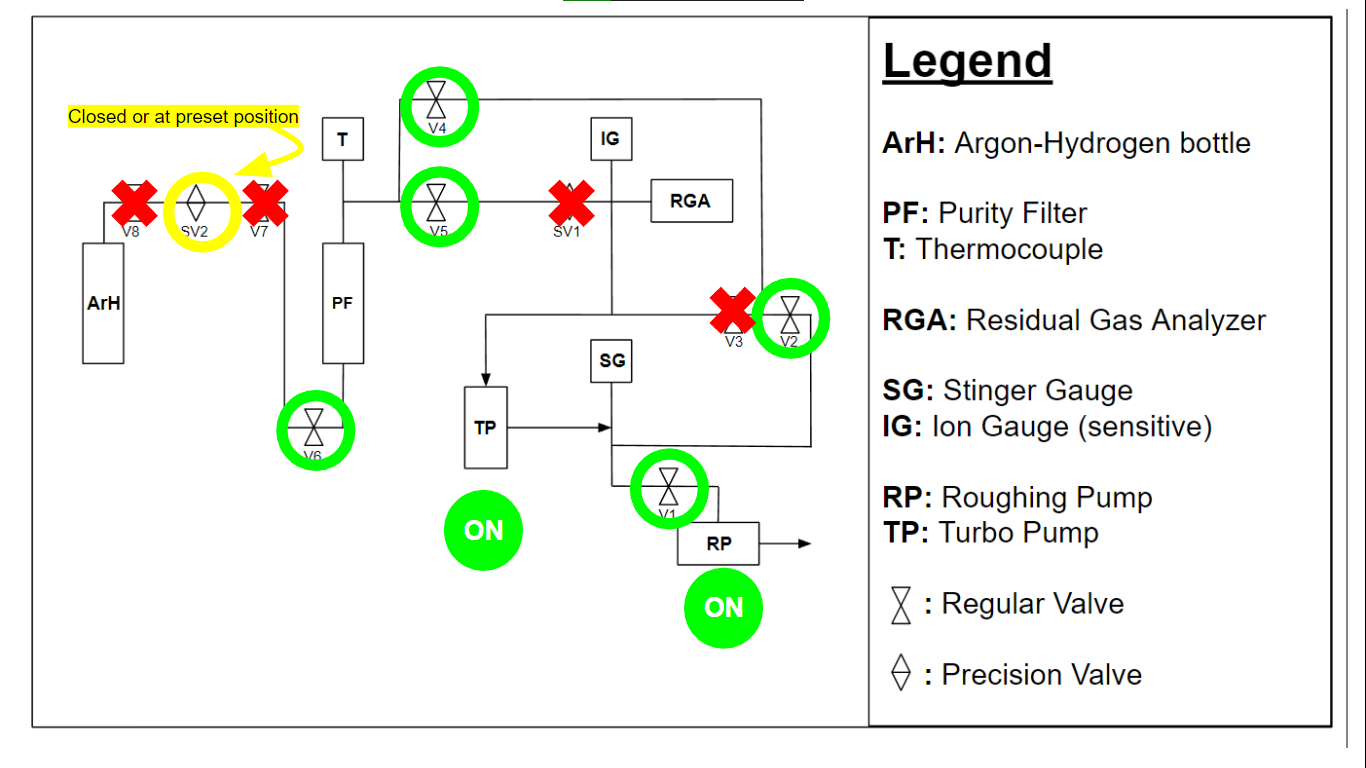 Closed or at preset position
T
V4
IG
V8
SV2
V7
V5
SV1
RGA
ArH
PF
V3
V2
SG
TP
V6
V1
ON
RP
ON
Legend
ArH: Argon-Hydrogen bottle
PF: Purity Filter
T: Thermocouple
RGA: Residual Gas Analyzer
SG: Stinger Gauge
IG: Ion Gauge (sensitive)
RP: Roughing Pump
TP: Turbo Pump
: Regular Valve
: Precision Valve